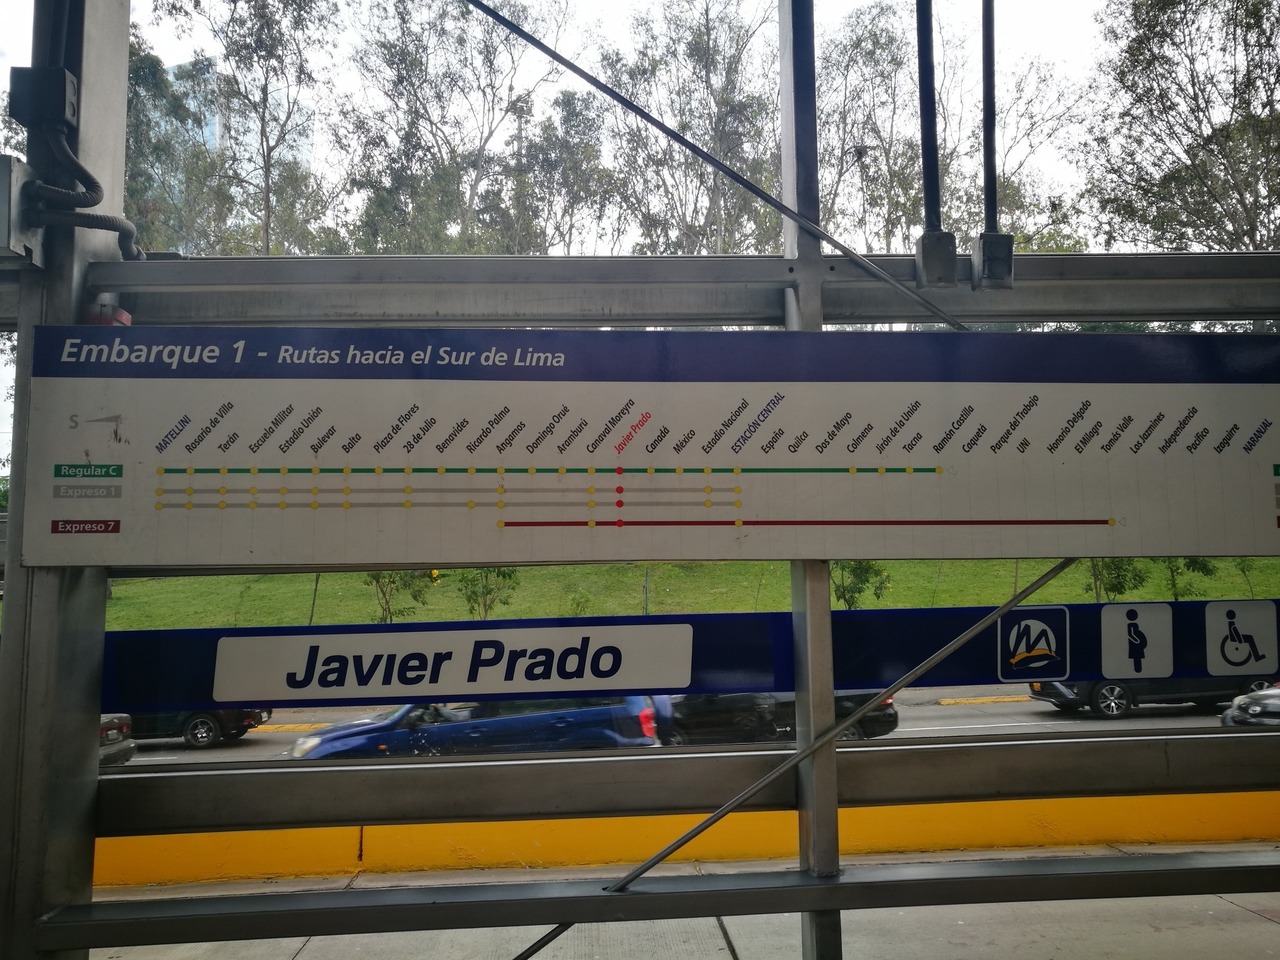 Embarque 1 - Rutas hacia el Sur de Lima
S
MATELLINI
Rosario de Villa
Terán
Escuela Militar
Estadio Unión
Bulevar
Balta
Plaza de Flores
28 de Julio
Benavides
Ricardo Palma
Angamos
Domingo Orué
Aramburú
Canaval Moreyra
Javier Prado
Canadá
México
Estadio Nacional
ESTACIÓN CENTRAL
España
Quilca
Dos de Mayo
Colmena
Jirón de la Unión
Tacna
Ramón Castilla
Caquetá
Parque del Trabajo
UNI
Honorio Delgado
El Milagro
Tomás Valle
Los Jazmines
Independencia
Pacífico
Izaguirre
NARANJAL
Regular C
Expreso 1
Expreso 7
Javier Prado